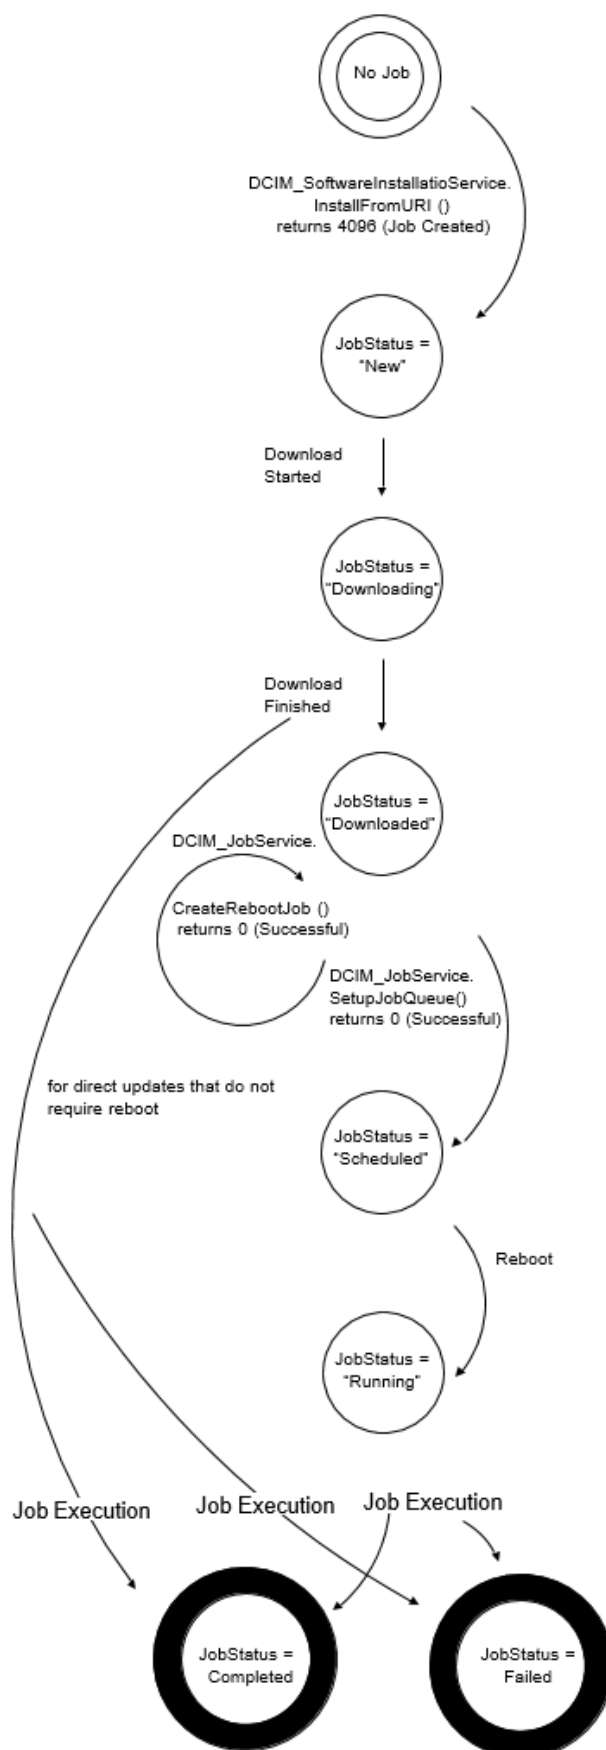 No Job
DCIM_SoftwareInstallatioService.
InstallFromURI ()
returns 4096 (Job Created)
JobStatus =
"New"
Download
Started
JobStatus =
"Downloading"
Download
Finished
JobStatus =
"Downloaded"
DCIM_JobService.
CreateRebootJob ()
returns 0 (Successful)
DCIM_JobService.
SetupJobQueue()
returns 0 (Successful)
for direct updates that do not
require reboot
JobStatus =
"Scheduled"
Reboot
JobStatus =
"Running"
Job Execution
Job Execution
Job Execution
JobStatus =
Completed
JobStatus =
Failed